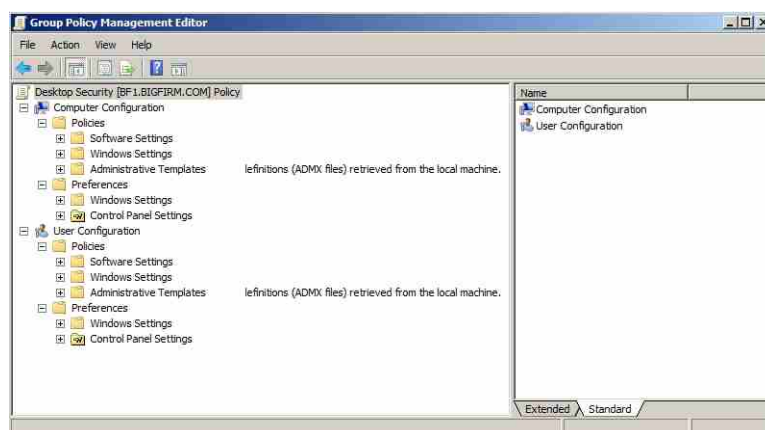 Group Policy Management Editor
File Action View Help
Desktop Security [BF1.BIGFIRM.COM] Policy
Computer Configuration
Policies
Software Settings
Windows Settings
Administrative Templates lefinitions (ADMX files) retrieved from the local machine.
Preferences
Windows Settings
Control Panel Settings
User Configuration
Policies
Software Settings
Windows Settings
Administrative Templates lefinitions (ADMX files) retrieved from the local machine.
Preferences
Windows Settings
Control Panel Settings
Name
Computer Configuration
User Configuration
Extended Standard